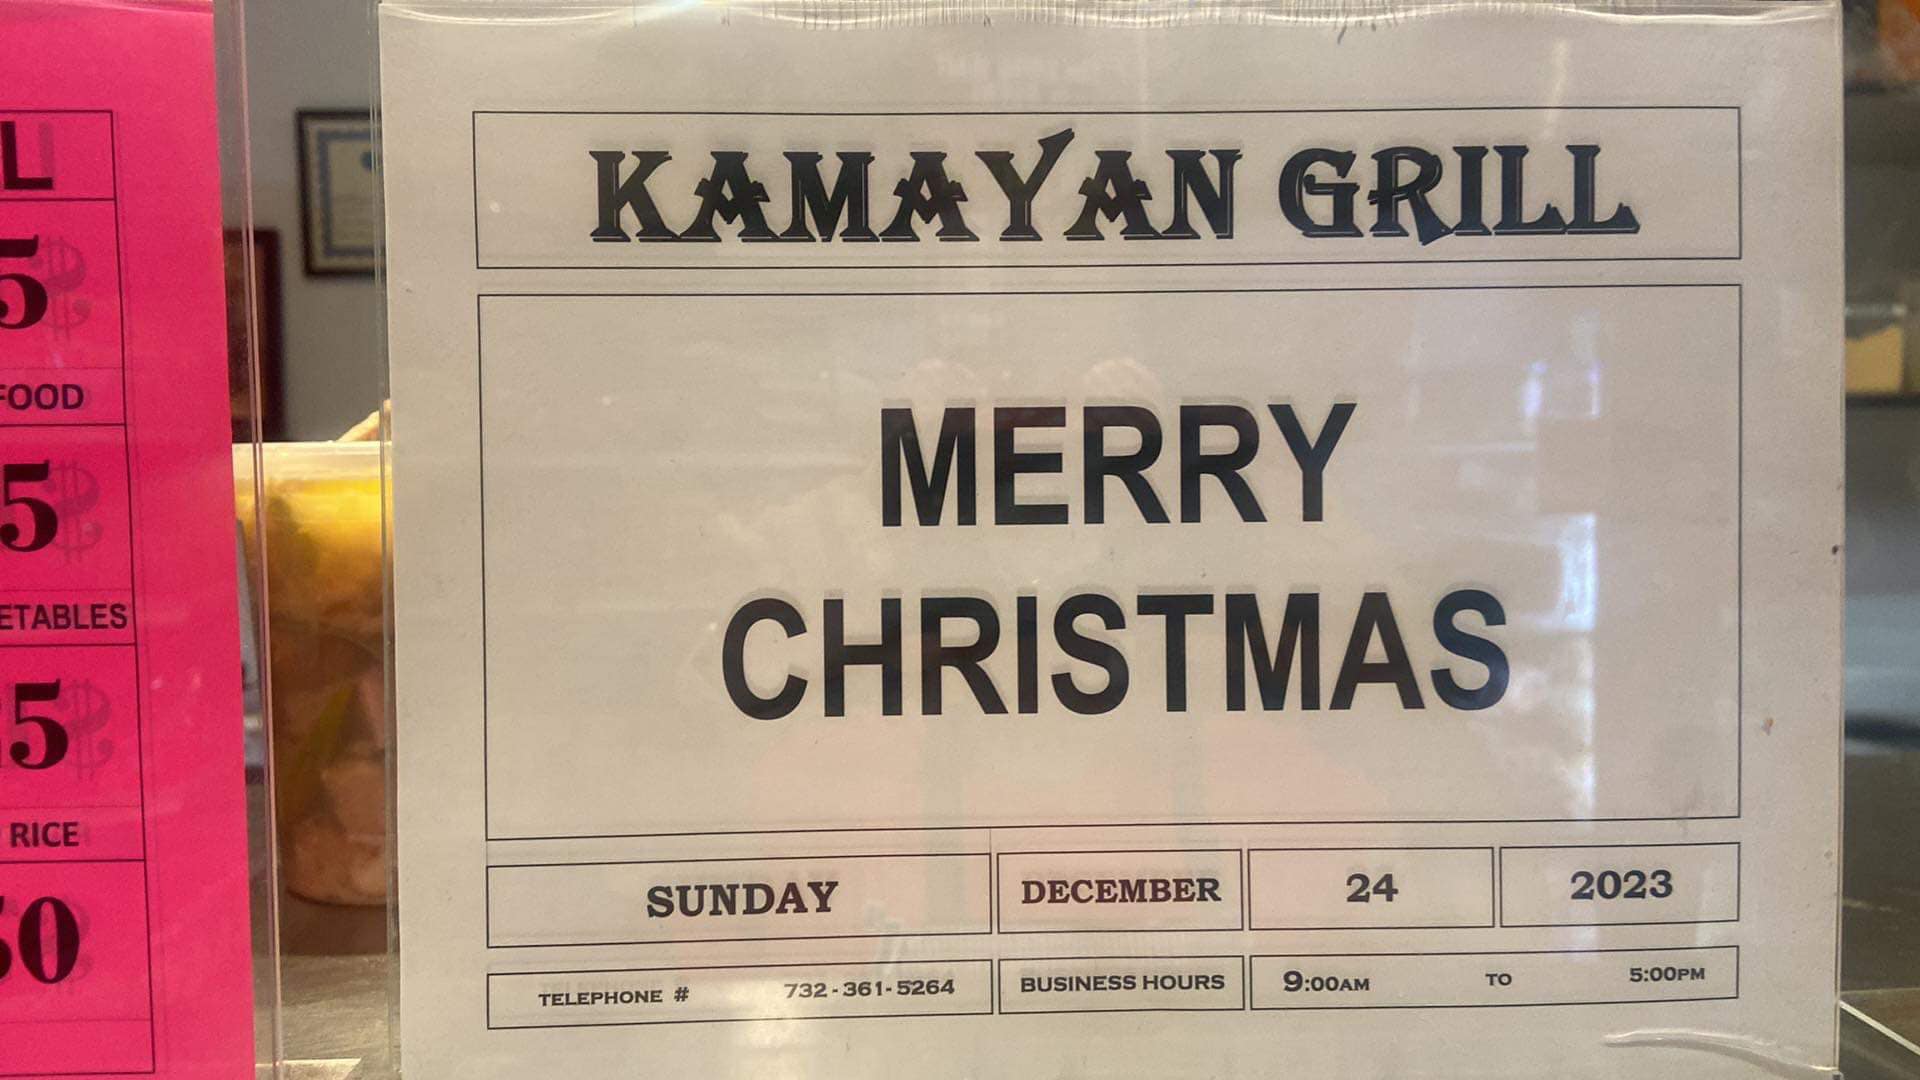 L
5
FOOD
5
ETABLES
5
RICE
0
KAMAYAN GRILL
MERRY
CHRISTMAS
SUNDAY DECEMBER 24 2023
TELEPHONE # 732-361-5264 BUSINESS HOURS 9:00AM TO 5:00PM